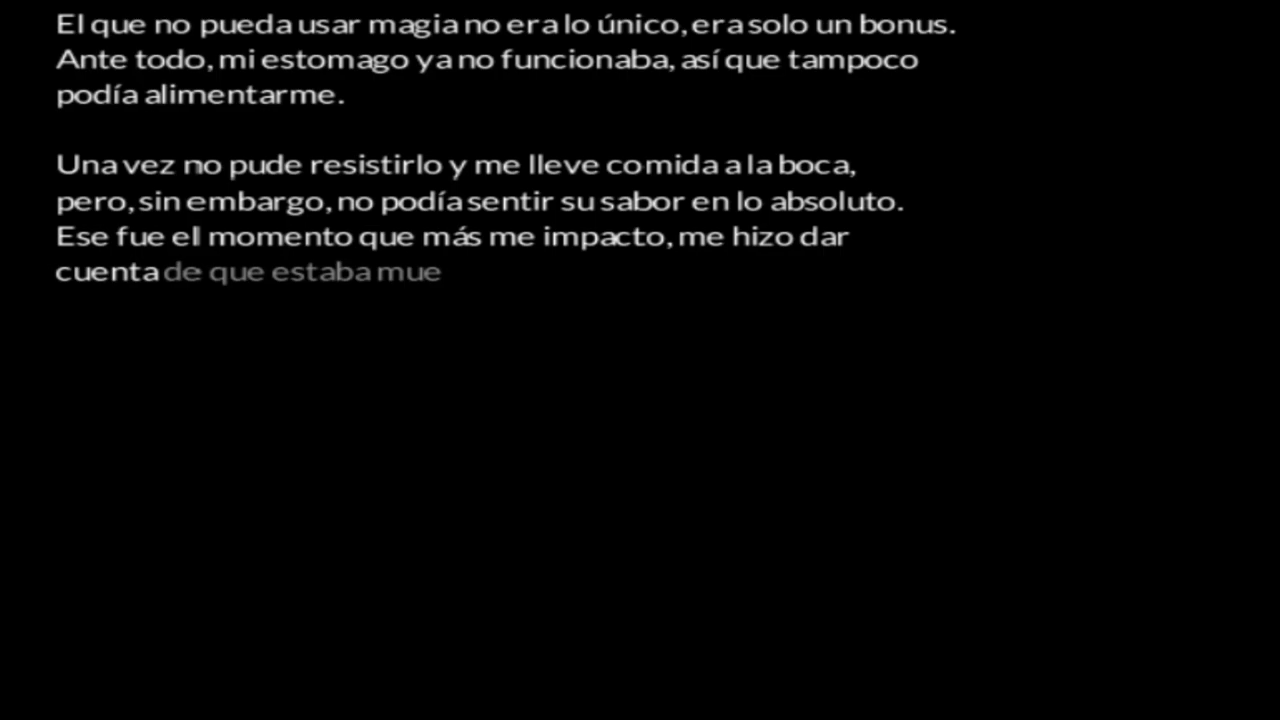 El que no pueda usar magia no era lo único, era solo un bonus.
Ante todo, mi estomago ya no funcionaba, así que tampoco
podía alimentarme.
Una vez no pude resistirlo y me lleve comida a la boca,
pero, sin embargo, no podía sentir su sabor en lo absoluto.
Ese fue el momento que más me impacto, me hizo dar
cuenta de que estaba mue